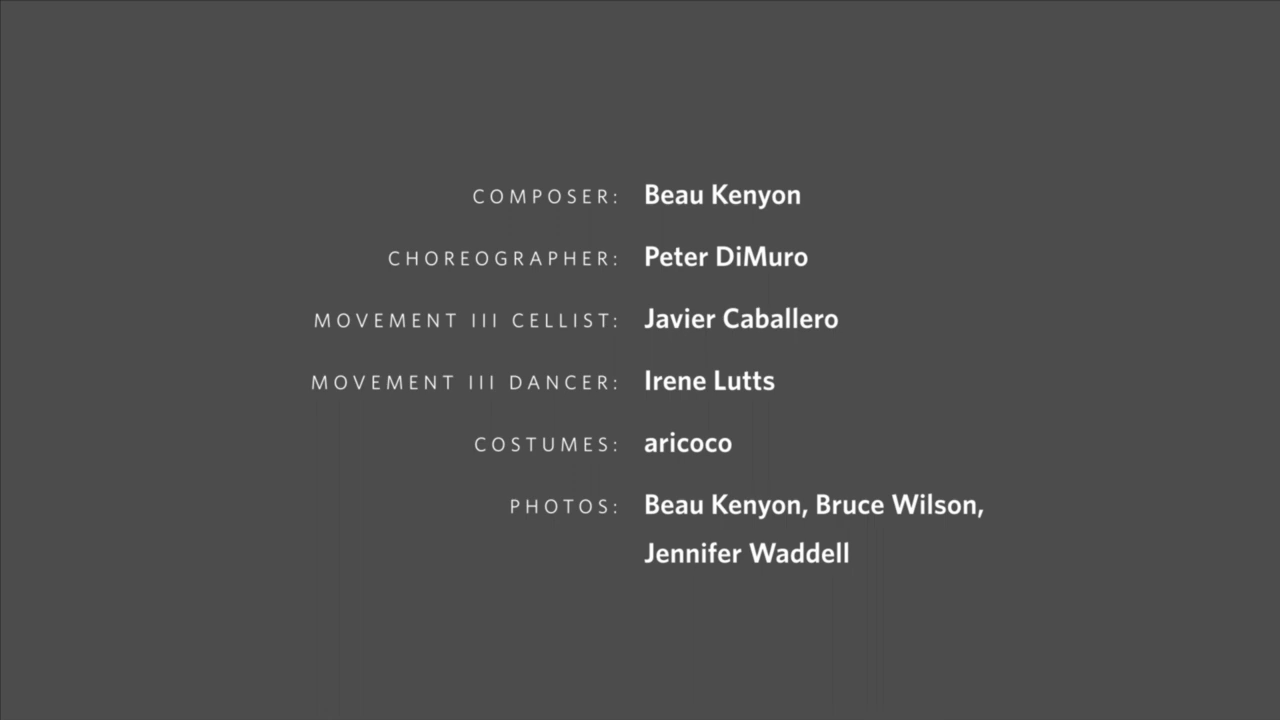 COMPOSER: Beau Kenyon
CHOREOGRAPHER: Peter DiMuro
MOVEMENT III CELLIST: Javier Caballero
MOVEMENT III DANCER: Irene Lutts
COSTUMES: aricoco
PHOTOS: Beau Kenyon, Bruce Wilson,
Jennifer Waddell